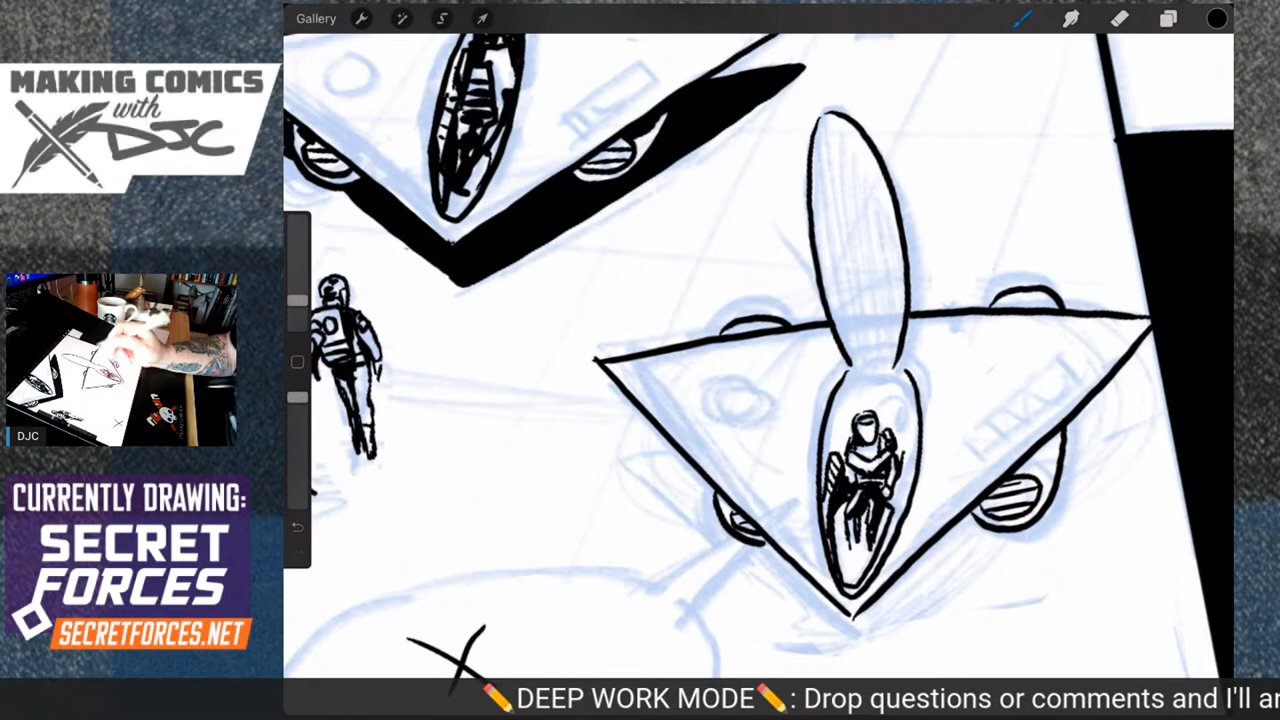 Gallery
MAKING COMICS
with
DJC
DJC
CURRENTLY DRAWING:
SECRET
FORCES
SECRETFORCES.NET
✏️DEEP WORK MODE✏️: Drop questions or comments and I'll a